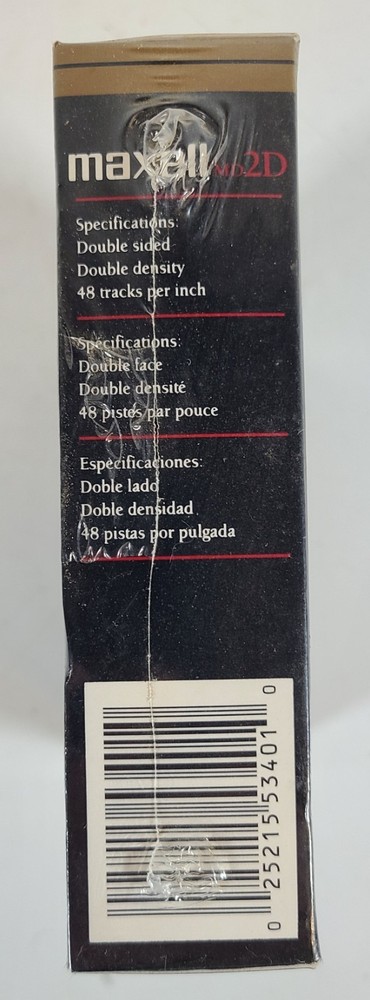 maxell MD2D
Specifications:
Double sided
Double density
48 tracks per inch
Spécifications:
Double face
Double densité
48 pistes par pouce
Especificaciones:
Doble lado
Doble densidad
48 pistas por pulgada
0 25215 53401 0